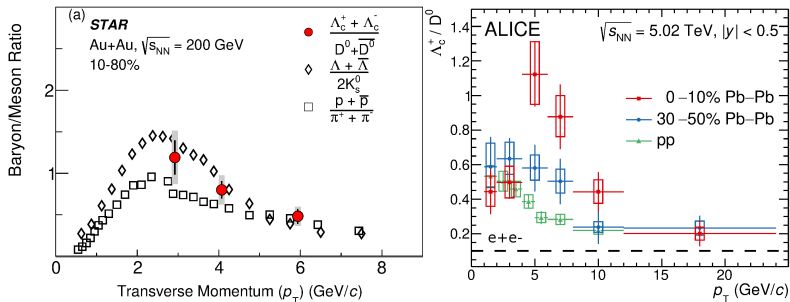 (a) STAR
Au+Au, √sNN = 200 GeV
10-80%
Λc+ + Λc-
D0+D0
Λ + Λ
2Ks0
p + p
π+ + π-
Baryon/Meson Ratio
2
1
0 2 4 6 8
Transverse Momentum (pT) (GeV/c)
ALICE
√sNN = 5.02 TeV, |y| < 0.5
0 –10% Pb–Pb
30 –50% Pb–Pb
pp
e+e-
Λc+ / D0
1.4
1.2
1
0.8
0.6
0.4
0.2
0 5 10 15 20
pT (GeV/c)